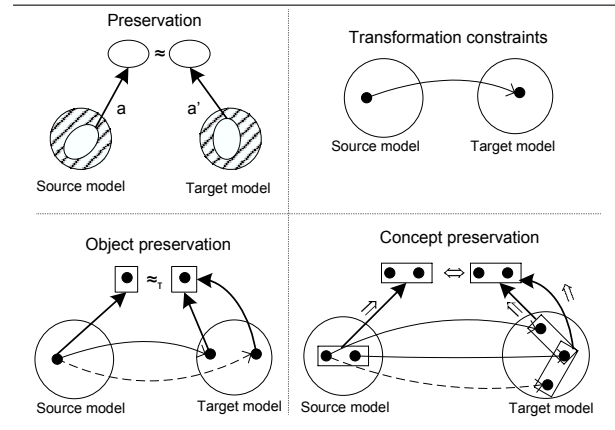 Preservation
≈
a
a'
Source model
Target model
Transformation constraints
Source model
Target model
Object preservation
≈T
Source model
Target model
Concept preservation
⇔
⇒
⇒
⇒
Source model
Target model